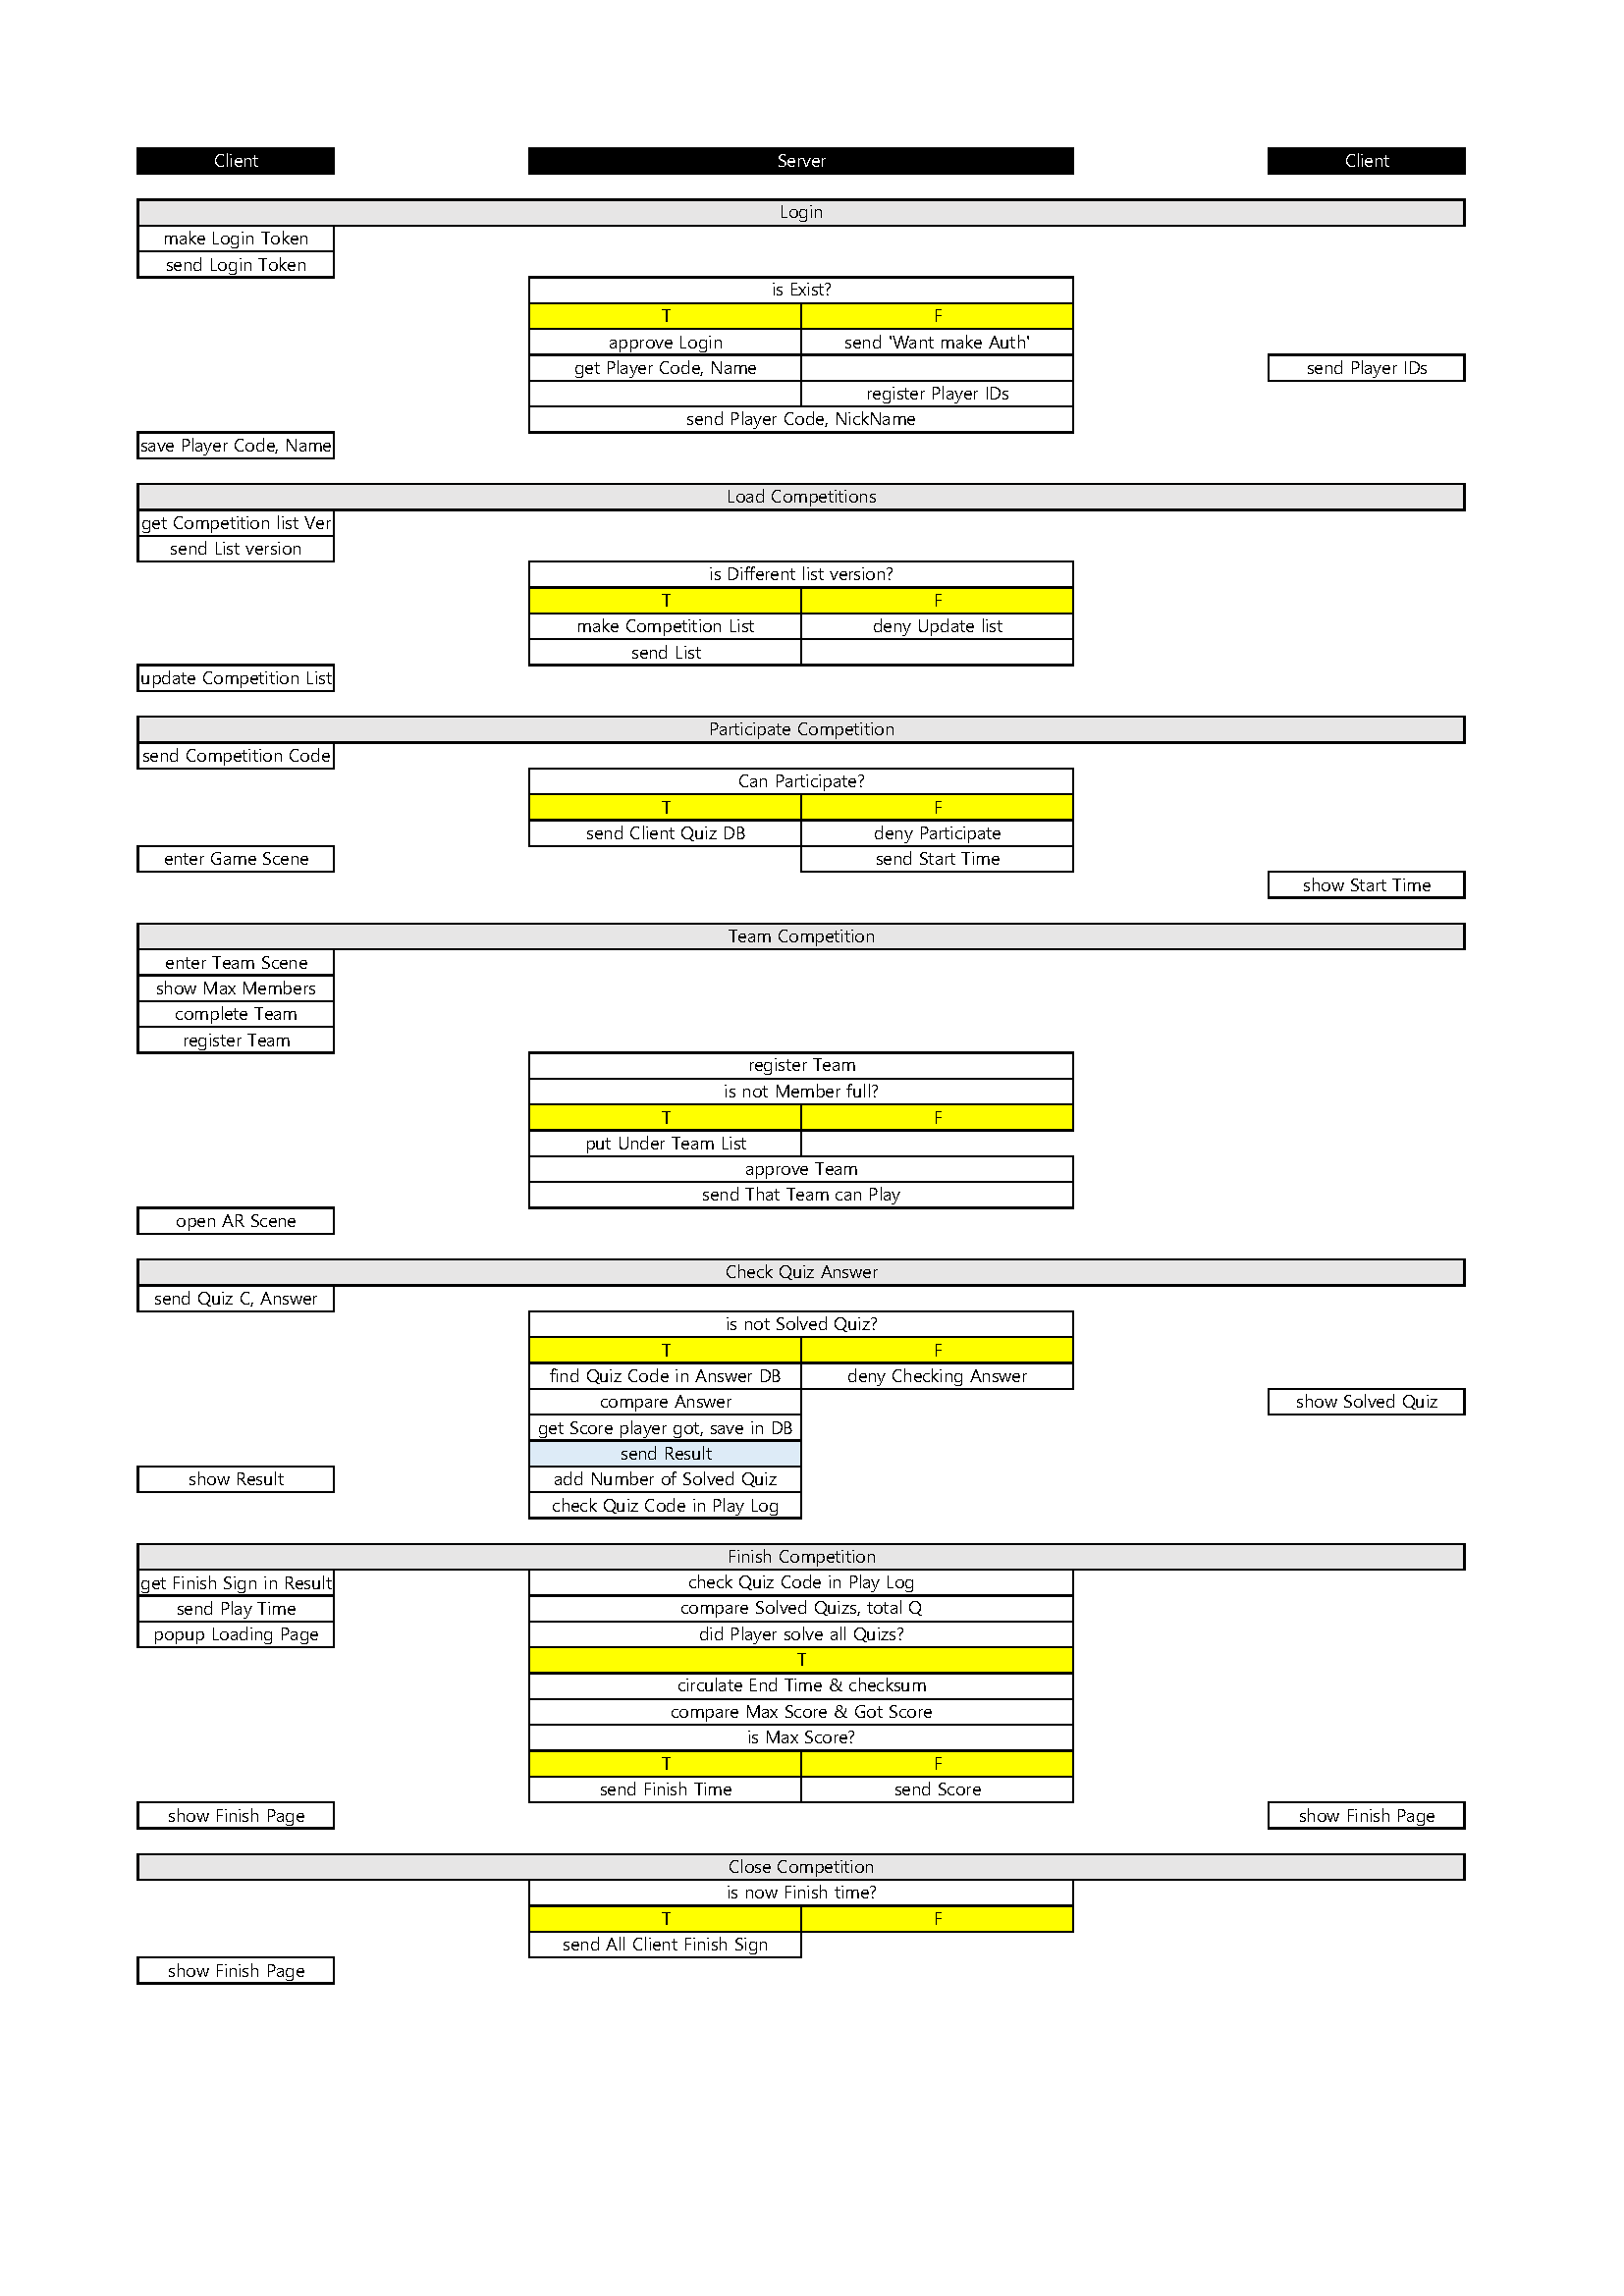 Client Server Client
Login
make Login Token
send Login Token
is Exist?
T F
approve Login send 'Want make Auth'
get Player Code, Name send Player IDs
register Player IDs
send Player Code, NickName
save Player Code, Name
Load Competitions
get Competition list Ver
send List version
is Different list version?
T F
make Competition List deny Update list
send List
update Competition List
Participate Competition
send Competition Code
Can Participate?
T F
send Client Quiz DB deny Participate
enter Game Scene send Start Time
show Start Time
Team Competition
enter Team Scene
show Max Members
complete Team
register Team
register Team
is not Member full?
T F
put Under Team List
approve Team
send That Team can Play
open AR Scene
Check Quiz Answer
send Quiz C, Answer
is not Solved Quiz?
T F
find Quiz Code in Answer DB deny Checking Answer
compare Answer show Solved Quiz
get Score player got, save in DB
send Result
show Result add Number of Solved Quiz
check Quiz Code in Play Log
Finish Competition
get Finish Sign in Result check Quiz Code in Play Log
send Play Time compare Solved Quizs, total Q
popup Loading Page did Player solve all Quizs?
T
circulate End Time & checksum
compare Max Score & Got Score
is Max Score?
T F
send Finish Time send Score
show Finish Page show Finish Page
Close Competition
is now Finish time?
T F
send All Client Finish Sign
show Finish Page